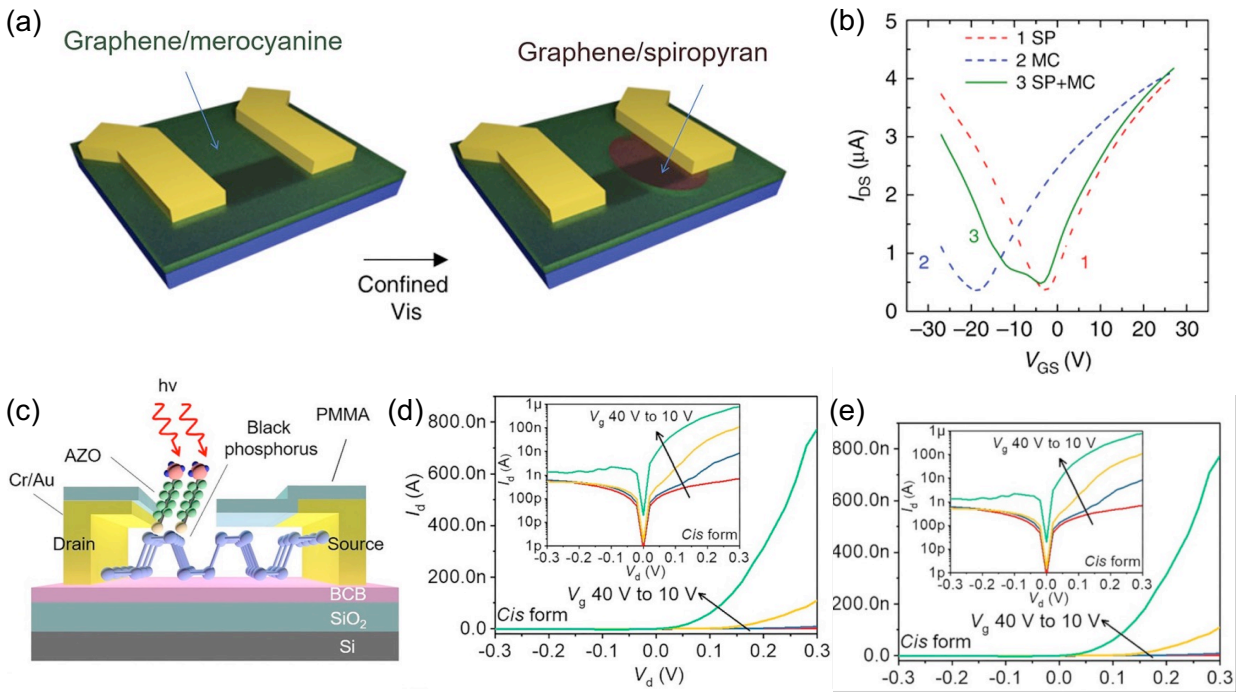 (a)
Graphene/merocyanine
Graphene/spiropyran
Confined
Vis
(b)
1 SP
2 MC
3 SP+MC
5
4
3
2
1
0
I_DS (μA)
3
2
1
−30 −20 −10 0 10 20 30
V_GS (V)
(c)
hν
Black
phosphorus
PMMA
AZO
Cr/Au
Drain
Source
BCB
SiO₂
Si
(d)
800.0n
600.0n
400.0n
200.0n
0.0
I_d (A)
1μ
100n
10n
1n
100p
10p
1p
I_d (A)
V_g 40 V to 10 V
Cis form
-0.3 -0.2 -0.1 0.0 0.1 0.2 0.3
V_d (V)
V_g 40 V to 10 V
Cis form
-0.3 -0.2 -0.1 0.0 0.1 0.2 0.3
V_d (V)
(e)
800.0n
600.0n
400.0n
200.0n
0.0
1μ
100n
10n
1n
100p
10p
1p
I_d (A)
V_g 40 V to 10 V
Cis form
-0.3 -0.2 -0.1 0.0 0.1 0.2 0.3
V_d (V)
V_g 40 V to 10 V
Cis form
-0.3 -0.2 -0.1 0.0 0.1 0.2 0.3